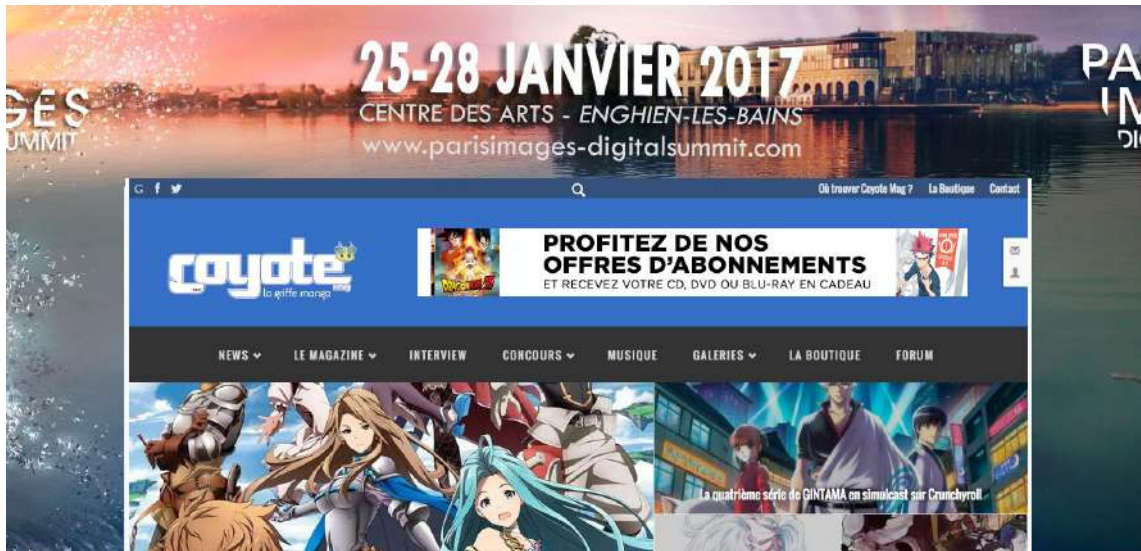 25-28 JANVIER 2017
CENTRE DES ARTS - ENGHIEN-LES-BAINS
www.parisimages-digitalsummit.com
GES
UMMIT
PA
G f
Où trouver Coyote Mag ? La Boutique Contact
coyote mag
la griffe manga
PROFITEZ DE NOS
OFFRES D'ABONNEMENTS
ET RECEVEZ VOTRE CD, DVD OU BLU-RAY EN CADEAU
NEWS LE MAGAZINE INTERVIEW CONCOURS MUSIQUE GALERIES LA BOUTIQUE FORUM
La quatrième série de GINTAMA en simulcast sur Crunchyroll